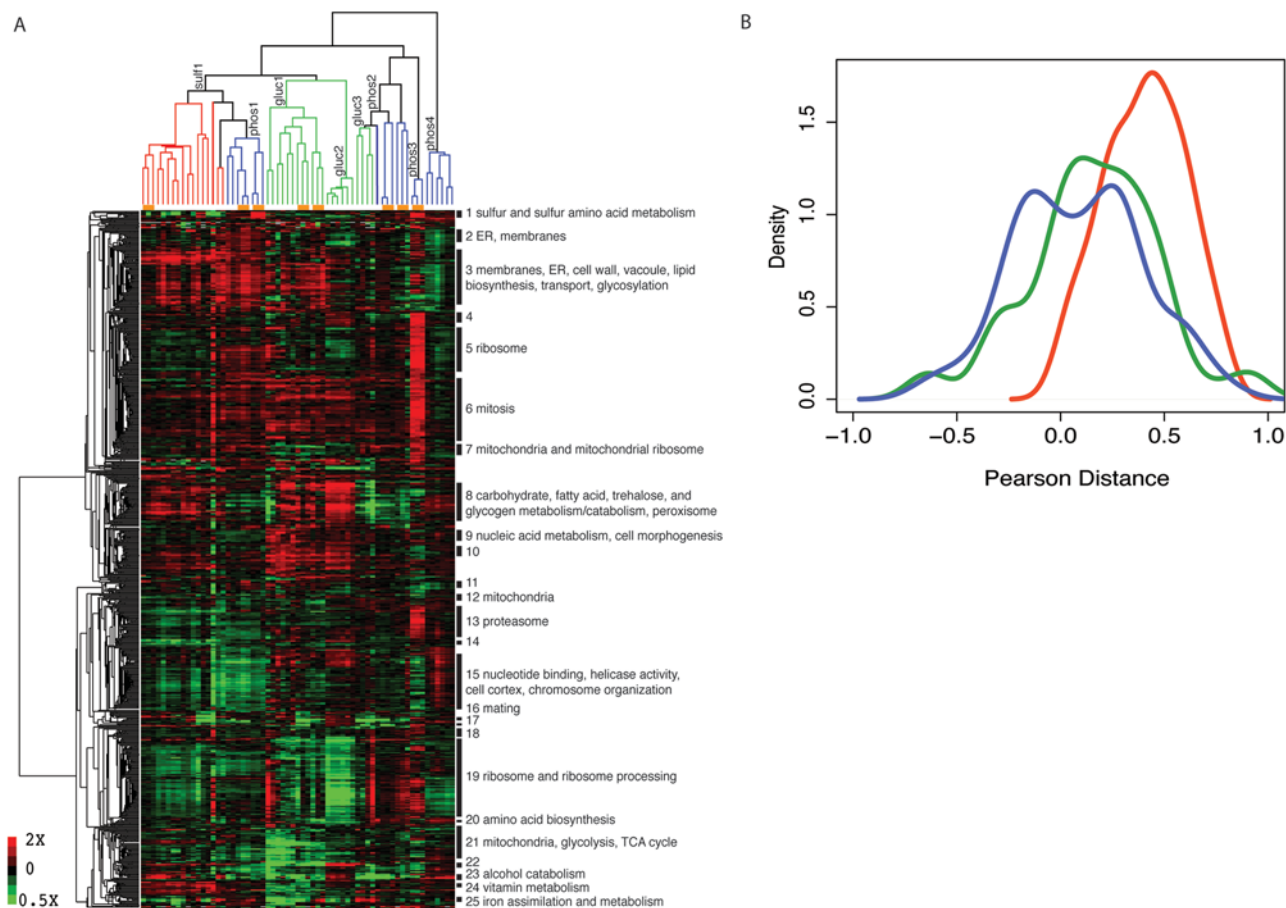 A
sulf1
phos1
gluc1
gluc2
gluc3
phos2
phos3
phos4
1 sulfur and sulfur amino acid metabolism
2 ER, membranes
3 membranes, ER, cell wall, vacoule, lipid
biosynthesis, transport, glycosylation
4
5 ribosome
6 mitosis
7 mitochondria and mitochondrial ribosome
8 carbohydrate, fatty acid, trehalose, and
glycogen metabolism/catabolism, peroxisome
9 nucleic acid metabolism, cell morphogenesis
10
11
12 mitochondria
13 proteasome
14
15 nucleotide binding, helicase activity,
cell cortex, chromosome organization
16 mating
17
18
19 ribosome and ribosome processing
20 amino acid biosynthesis
21 mitochondria, glycolysis, TCA cycle
22
23 alcohol catabolism
24 vitamin metabolism
25 iron assimilation and metabolism
2X
0
0.5X
B
Density
1.5
1.0
0.5
0.0
−1.0 −0.5 0.0 0.5 1.0
Pearson Distance